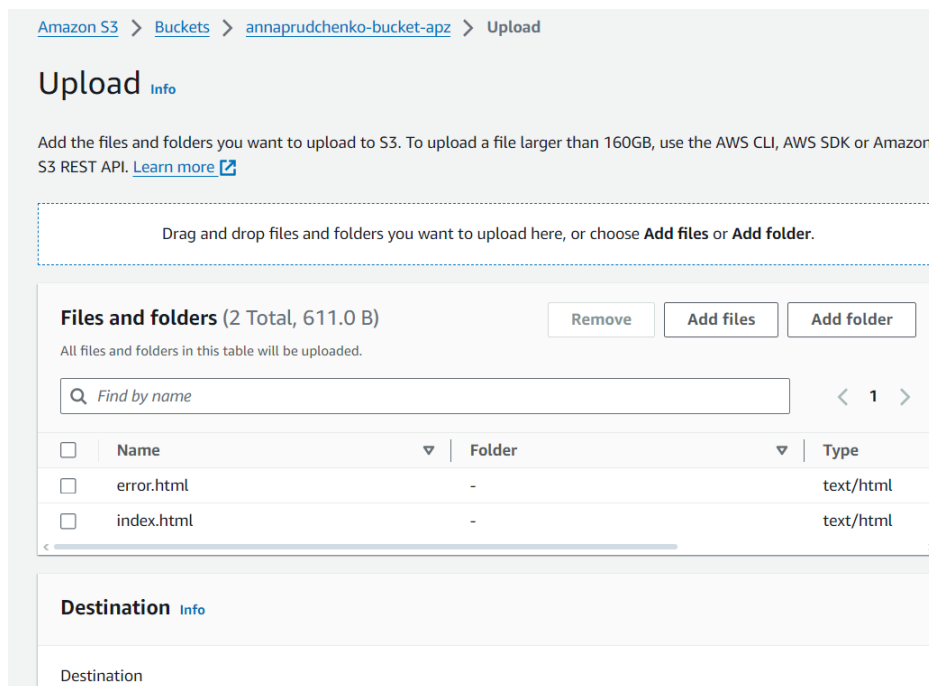 Amazon S3 > Buckets > annaprudchenko-bucket-apz > Upload
Upload Info
Add the files and folders you want to upload to S3. To upload a file larger than 160GB, use the AWS CLI, AWS SDK or Amazon
S3 REST API. Learn more
Drag and drop files and folders you want to upload here, or choose Add files or Add folder.
Files and folders (2 Total, 611.0 B)
Remove Add files Add folder
All files and folders in this table will be uploaded.
Find by name
< 1 >
Name Folder Type
error.html - text/html
index.html - text/html
Destination Info
Destination